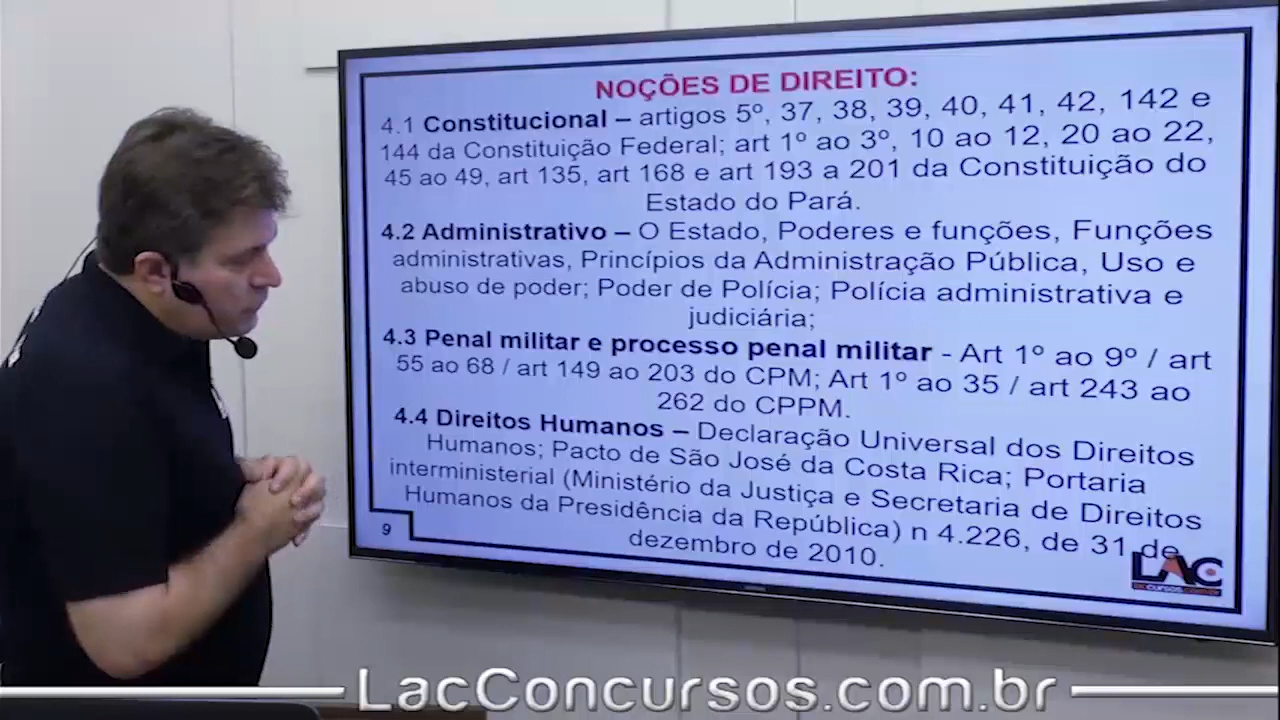 NOÇÕES DE DIREITO:
4.1 Constitucional – artigos 5º, 37, 38, 39, 40, 41, 42, 142 e
144 da Constituição Federal; art 1º ao 3º, 10 ao 12, 20 ao 22,
45 ao 49, art 135, art 168 e art 193 a 201 da Constituição do
Estado do Pará.
4.2 Administrativo – O Estado, Poderes e funções, Funções
administrativas, Princípios da Administração Pública, Uso e
abuso de poder; Poder de Polícia; Polícia administrativa e
judiciária;
4.3 Penal militar e processo penal militar - Art 1º ao 9º / art
55 ao 68 / art 149 ao 203 do CPM; Art 1º ao 35 / art 243 ao
262 do CPPM.
4.4 Direitos Humanos – Declaração Universal dos Direitos
Humanos; Pacto de São José da Costa Rica; Portaria
interministerial (Ministério da Justiça e Secretaria de Direitos
Humanos da Presidência da República) n 4.226, de 31 de
dezembro de 2010.
9
LAC
LacConcursos.com.br